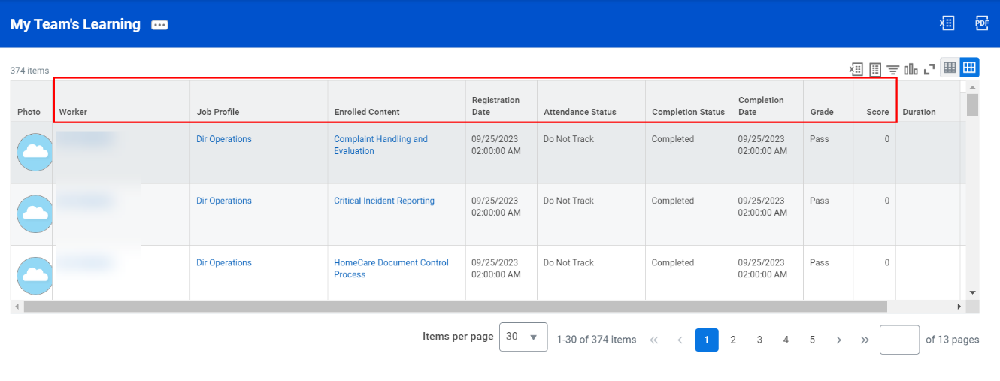 My Team's Learning
PDF
374 items
Photo Worker Job Profile Enrolled Content Registration Date Attendance Status Completion Status Completion Date Grade Score Duration
Dir Operations Complaint Handling and Evaluation 09/25/2023 02:00:00 AM Do Not Track Completed 09/25/2023 02:00:00 AM Pass 0
Dir Operations Critical Incident Reporting 09/25/2023 02:00:00 AM Do Not Track Completed 09/25/2023 02:00:00 AM Pass 0
Dir Operations HomeCare Document Control Process 09/25/2023 02:00:00 AM Do Not Track Completed 09/25/2023 02:00:00 AM Pass 0
Items per page 30 1-30 of 374 items 1 2 3 4 5 of 13 pages